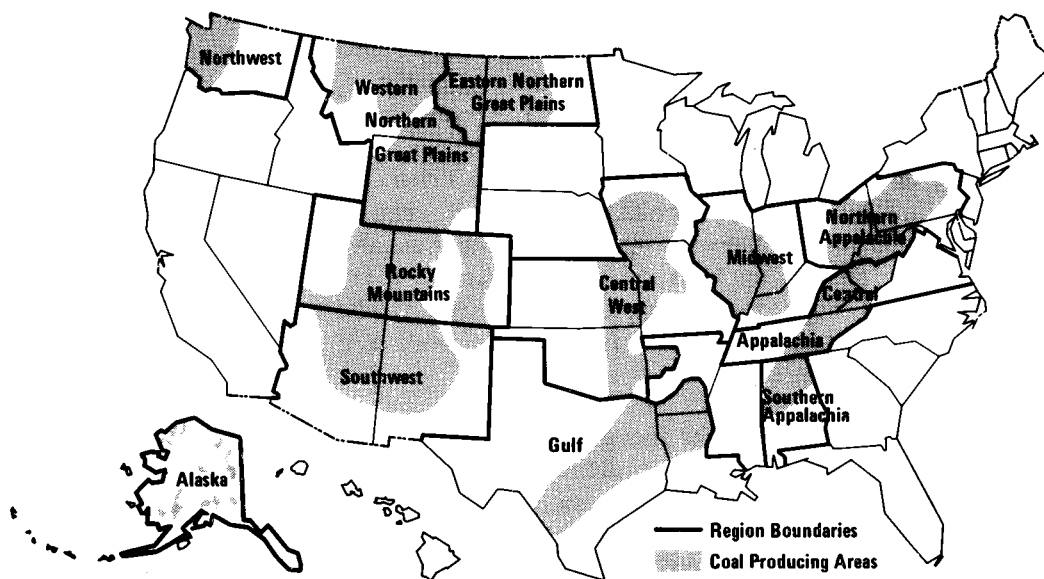 Northwest
Western
Northern
Great Plains
Eastern Northern
Great Plains
Rocky
Mountains
Southwest
Central
West
Midwest
Northern
Appalachia
Central
Appalachia
Southern
Appalachia
Gulf
Alaska
Region Boundaries
Coal Producing Areas